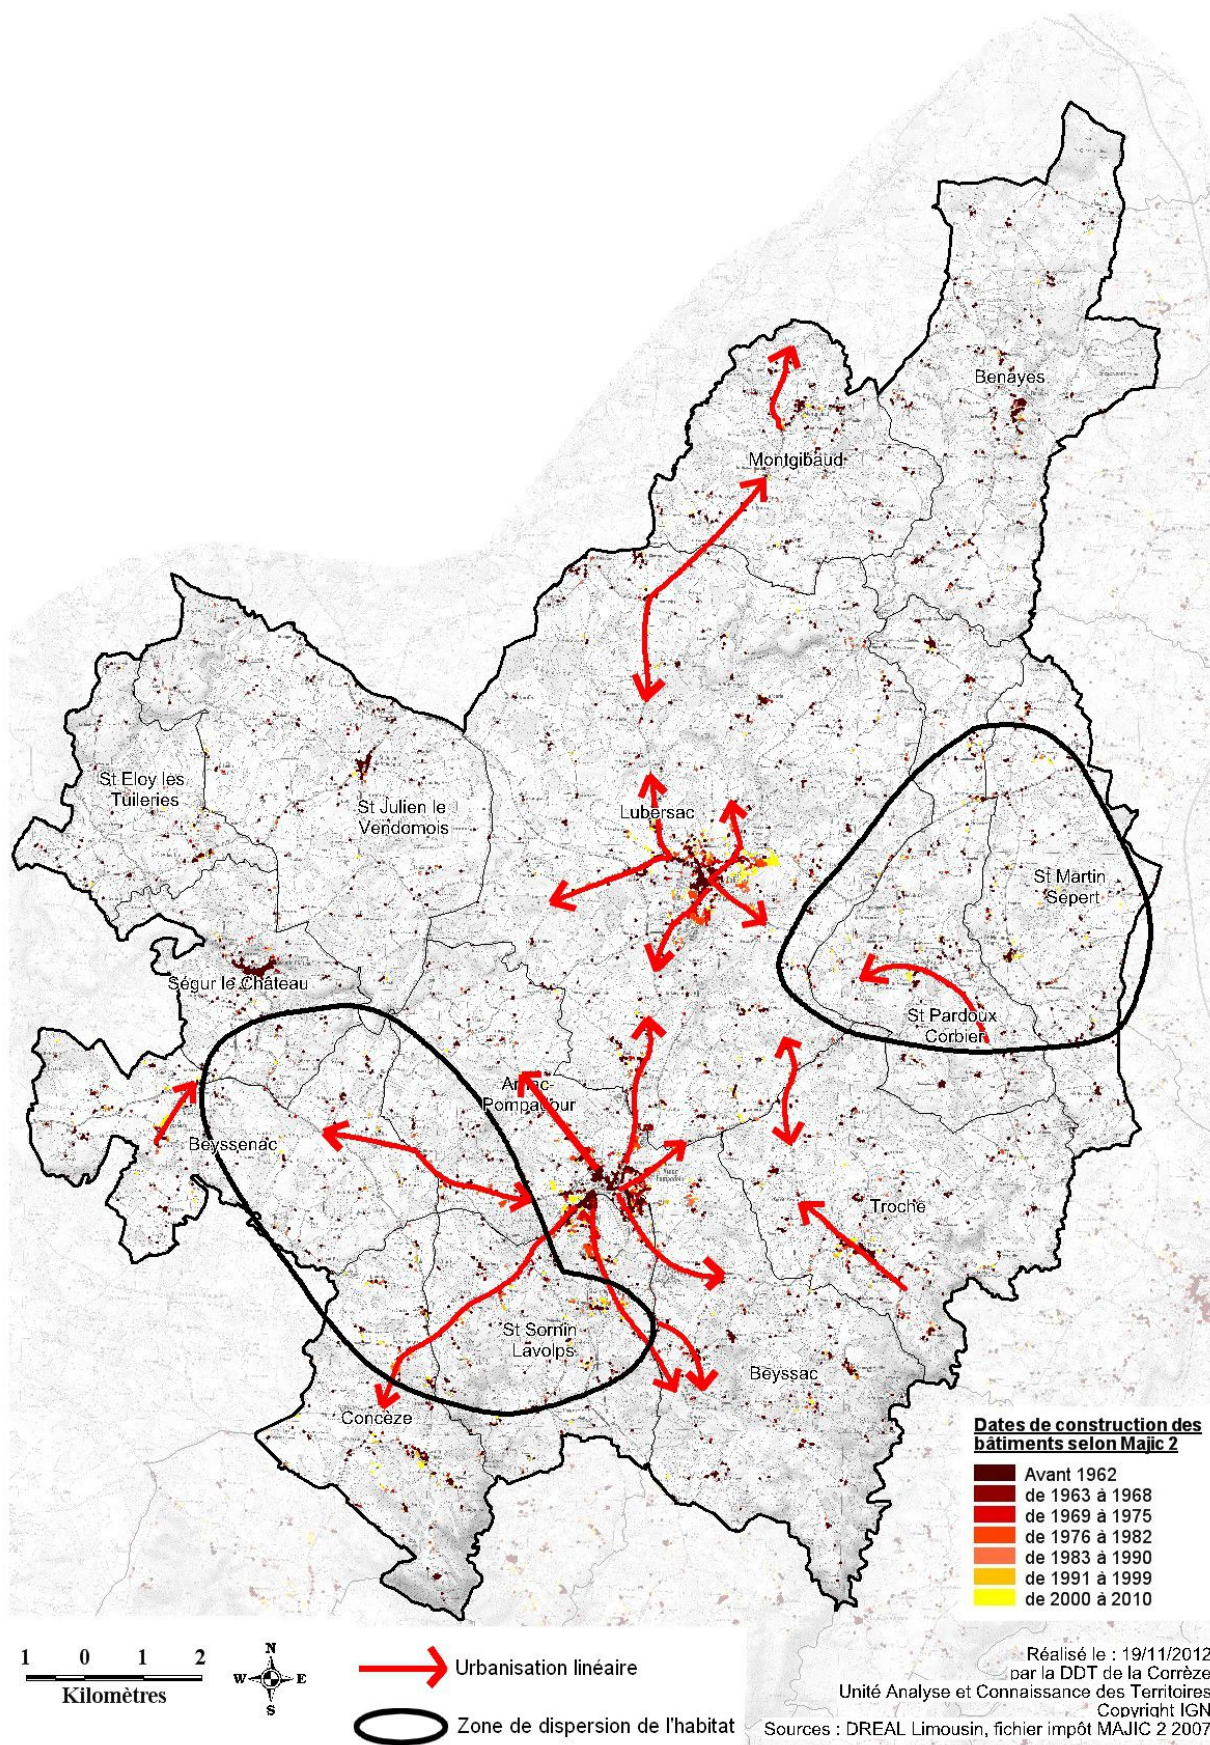 Benayes
Montgibaud
St Eloy les
Tuileries
St Julien le
Vendomois
Lubersac
St Martin
Sépert
Ségur le Château
St Pardoux
Corbier
Arnac-
Pompadour
Beyssenac
Troche
St Sornin
Lavolps
Beyssac
Concèze
Dates de construction des
bâtiments selon Majic 2
Avant 1962
de 1963 à 1968
de 1969 à 1975
de 1976 à 1982
de 1983 à 1990
de 1991 à 1999
de 2000 à 2010
1 0 1 2
Kilomètres
N
W E
S
Urbanisation linéaire
Zone de dispersion de l'habitat
Réalisé le : 19/11/2012
par la DDT de la Corrèze
Unité Analyse et Connaissance des Territoires
Copyright IGN
Sources : DREAL Limousin, fichier impôt MAJIC 2 2007